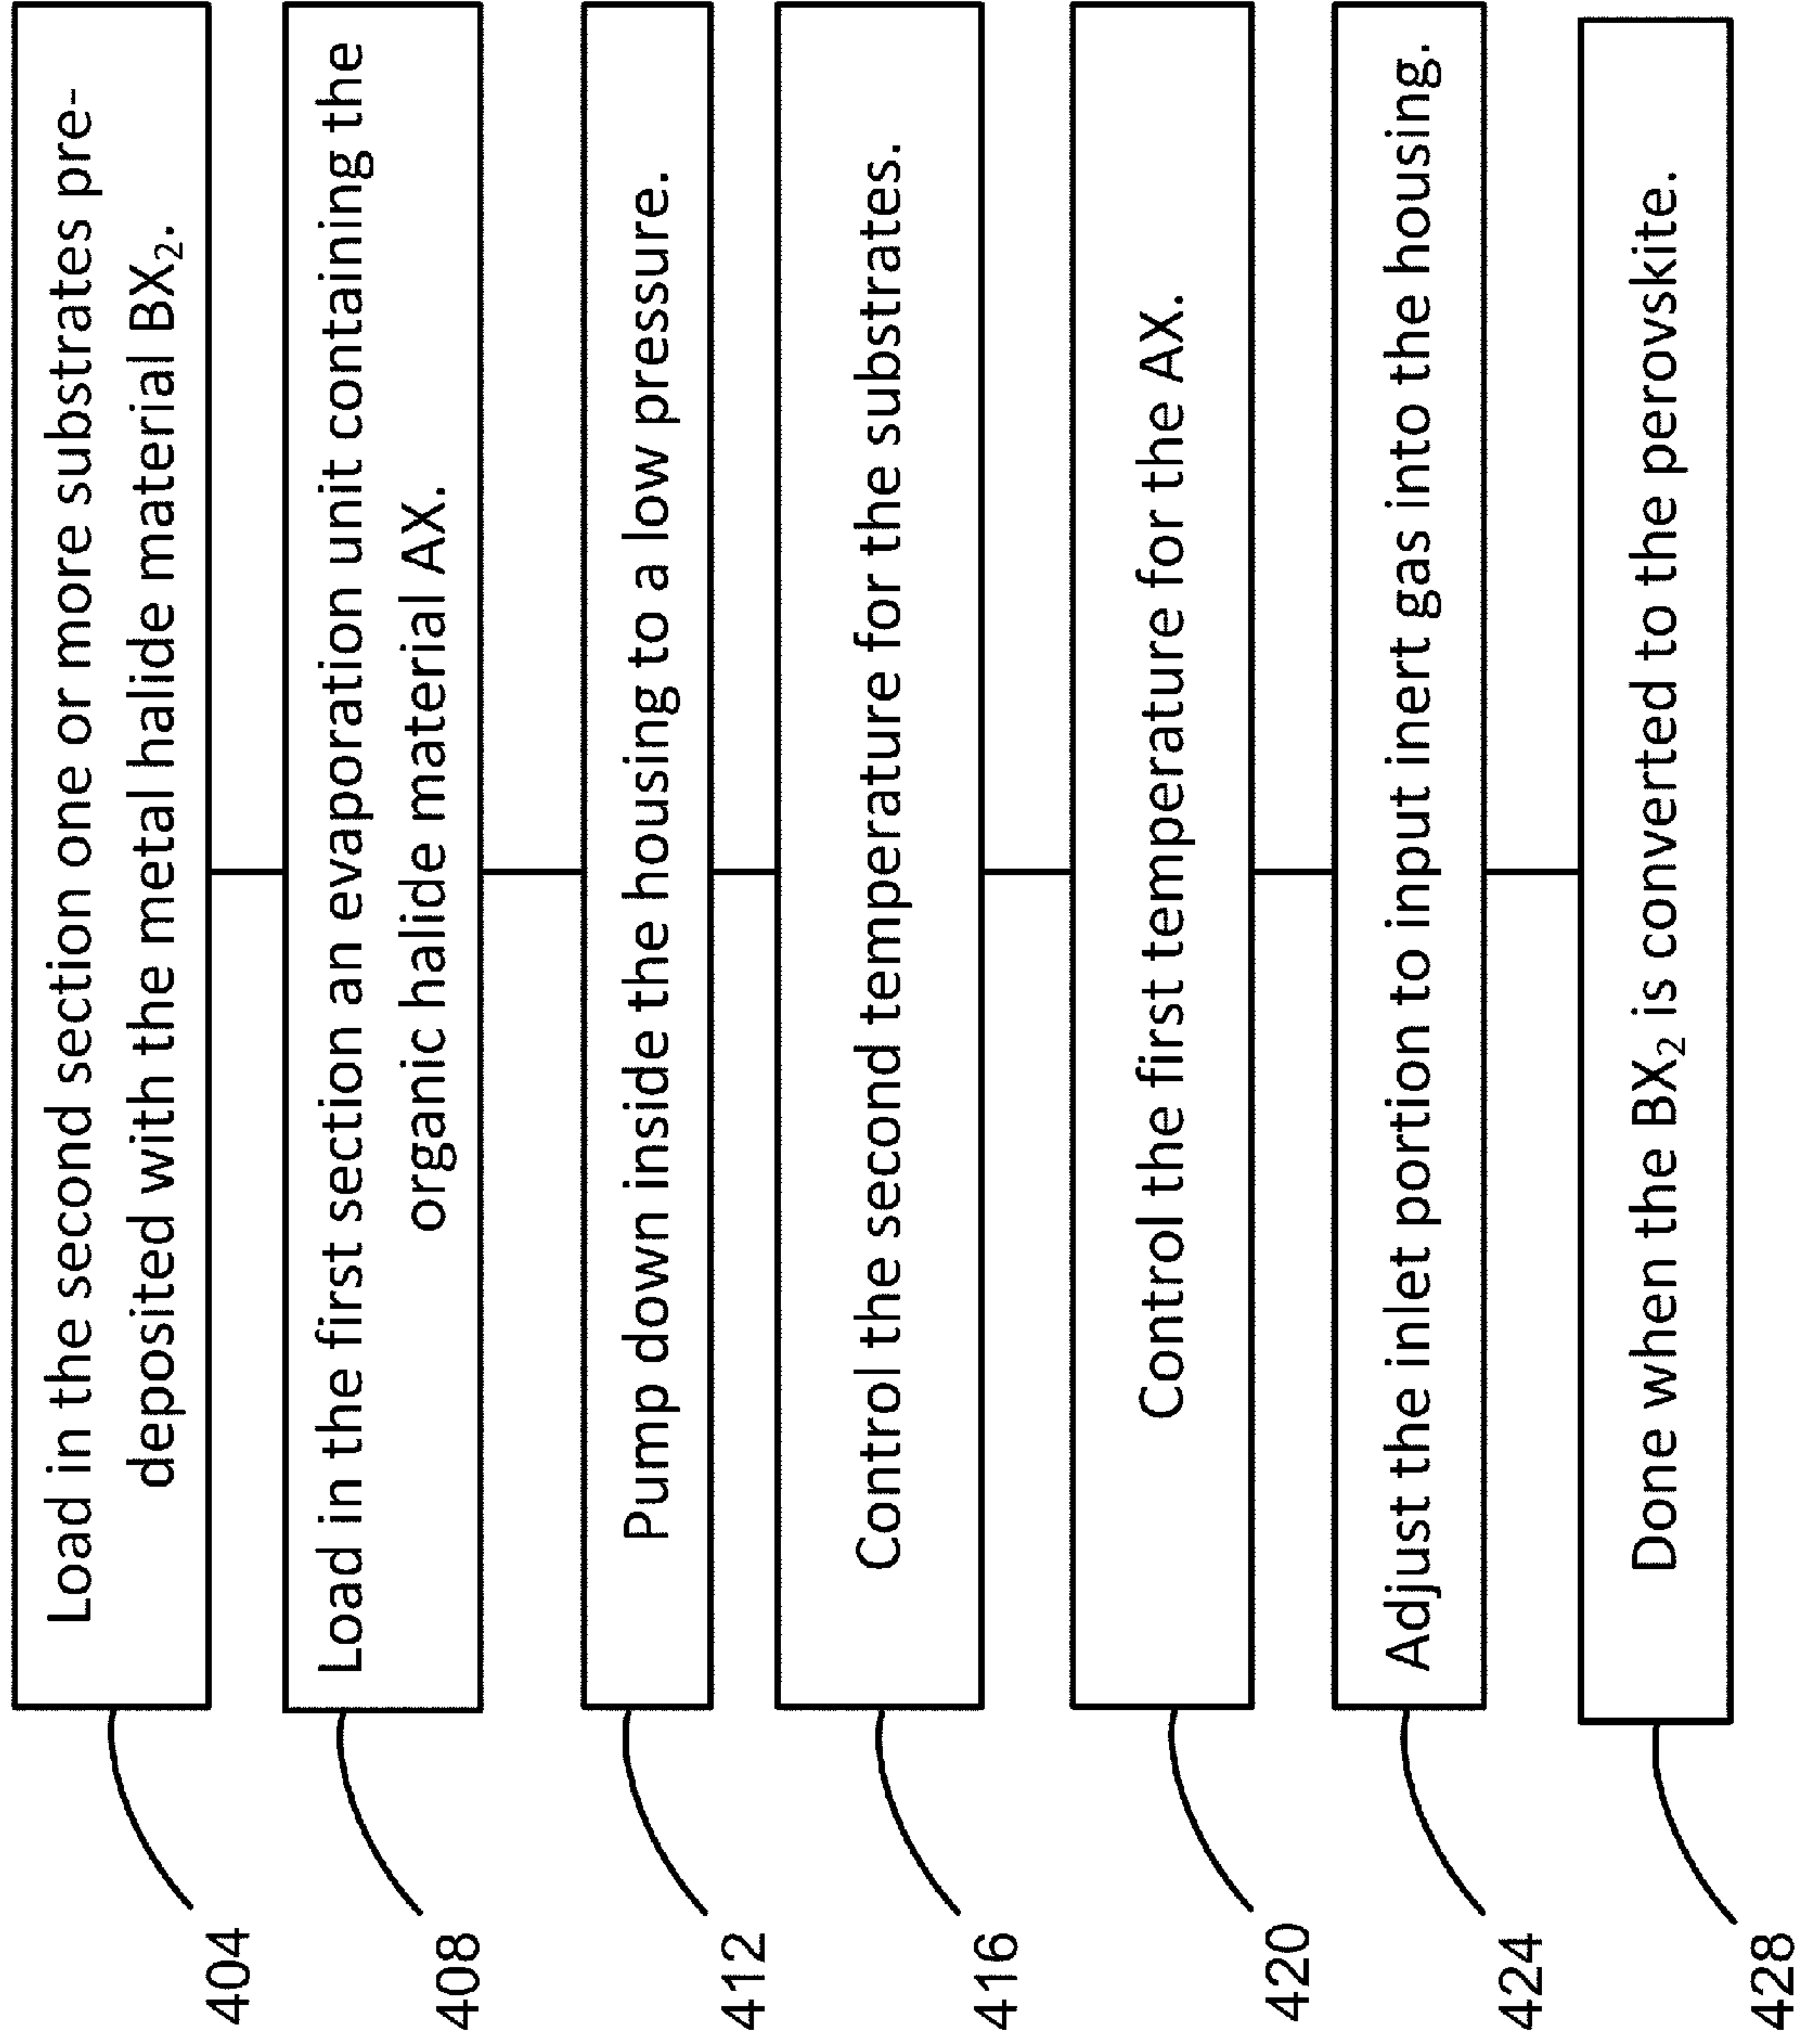 404
Load in the second section one or more substrates pre-
deposited with the metal halide material BX₂.
408
Load in the first section an evaporation unit containing the
organic halide material AX.
412
Pump down inside the housing to a low pressure.
416
Control the second temperature for the substrates.
420
Control the first temperature for the AX.
424
Adjust the inlet portion to input inert gas into the housing.
428
Done when the BX₂ is converted to the perovskite.